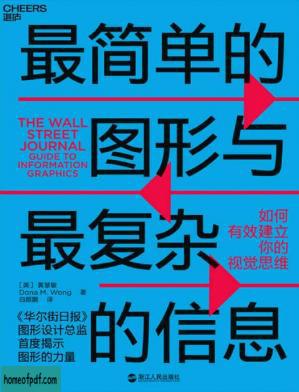 CHEERS
湛庐
最简单的
THE WALL
STREET
JOURNAL
GUIDE TO
INFORMATION
GRAPHICS
图形与
最复杂
如何
有效建立
你的
视觉思维
[美] 黄慧敏
Dona M. Wong 著
白颜鹏 译
的信息
《华尔街日报》
图形设计总监
首度揭示
图形的力量
浙江人民出版社
homeofpdf.com